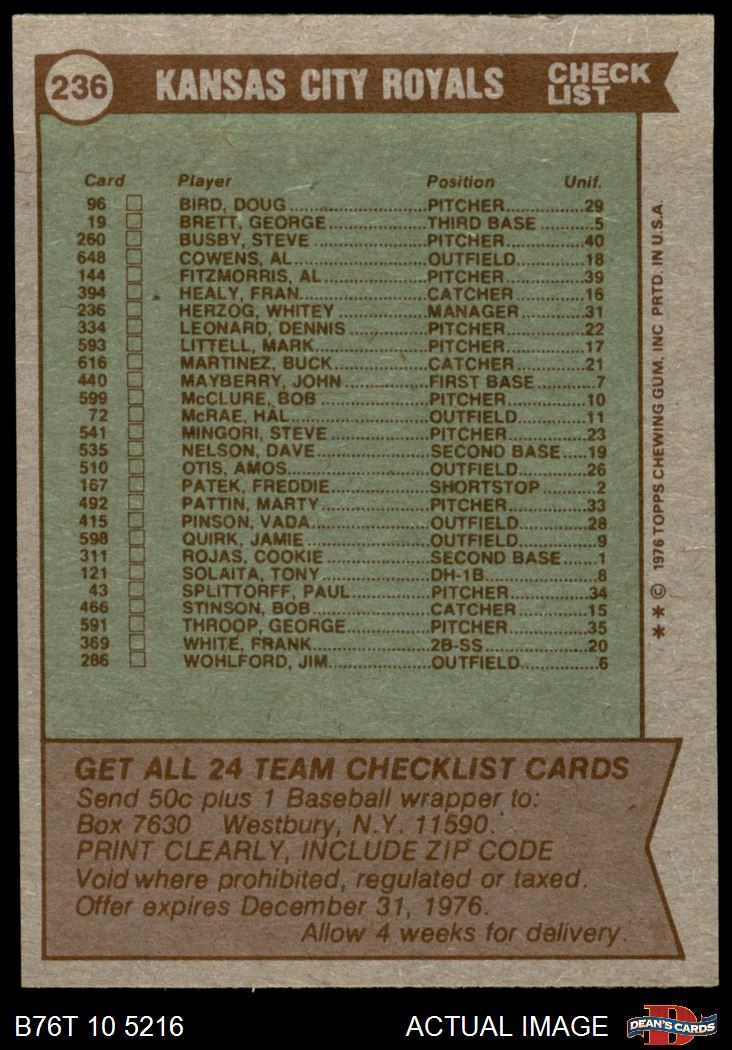 236 KANSAS CITY ROYALS CHECK LIST
Card Player Position Unif.
96 BIRD, DOUG PITCHER 29
19 BRETT, GEORGE THIRD BASE 5
260 BUSBY, STEVE PITCHER 40
648 COWENS, AL OUTFIELD 18
144 FITZMORRIS, AL PITCHER 39
394 HEALY, FRAN CATCHER 16
236 HERZOG, WHITEY MANAGER 31
334 LEONARD, DENNIS PITCHER 22
593 LITTELL, MARK PITCHER 17
616 MARTINEZ, BUCK CATCHER 21
440 MAYBERRY, JOHN FIRST BASE 7
599 McCLURE, BOB PITCHER 10
72 McRAE, HAL OUTFIELD 11
541 MINGORI, STEVE PITCHER 23
535 NELSON, DAVE SECOND BASE 19
510 OTIS, AMOS OUTFIELD 26
167 PATEK, FREDDIE SHORTSTOP 2
492 PATTIN, MARTY PITCHER 33
415 PINSON, VADA OUTFIELD 28
598 QUIRK, JAMIE OUTFIELD 9
311 ROJAS, COOKIE SECOND BASE 1
121 SOLAITA, TONY DH-1B 8
43 SPLITTORFF, PAUL PITCHER 34
466 STINSON, BOB CATCHER 15
591 THROOP, GEORGE PITCHER 35
369 WHITE, FRANK 2B-SS 20
286 WOHLFORD, JIM OUTFIELD 6
* * © 1976 TOPPS CHEWING GUM, INC PRTD. IN U.S.A.
GET ALL 24 TEAM CHECKLIST CARDS
Send 50c plus 1 Baseball wrapper to:
Box 7630 Westbury, N.Y. 11590.
PRINT CLEARLY, INCLUDE ZIP CODE
Void where prohibited, regulated or taxed.
Offer expires December 31, 1976.
Allow 4 weeks for delivery.
B76T 10 5216 ACTUAL IMAGE DEAN'S CARDS